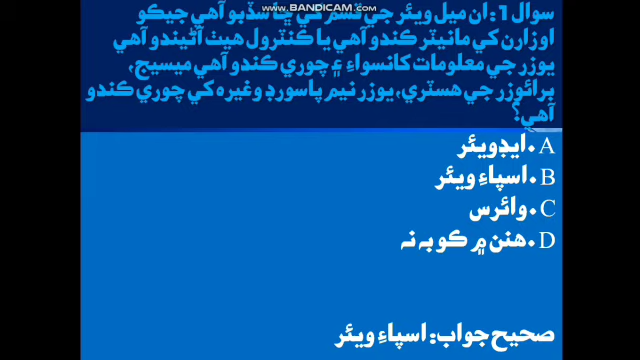 WWW.BANDICAM.COM
سوال 1: ان ميل ويئر جي قسم کي ڇا سڏبو آهي جيڪو
اوزارن کي مانيٽر ڪندو آهي يا ڪنٽرول هيٺ آڻيندو آهي
يوزر جي معلومات کانسواءِ ۽ چوري ڪندو آهي ميسيج،
برائوزر جي هسٽري، يوزر نيم پاسورڊ وغيره کي چوري ڪندو
آهي؟
A. ايڊويئر
B. اسپاءِ ويئر
C. وائرس
D. هنن ۾ ڪو به نه
صحيح جواب: اسپاءِ ويئر